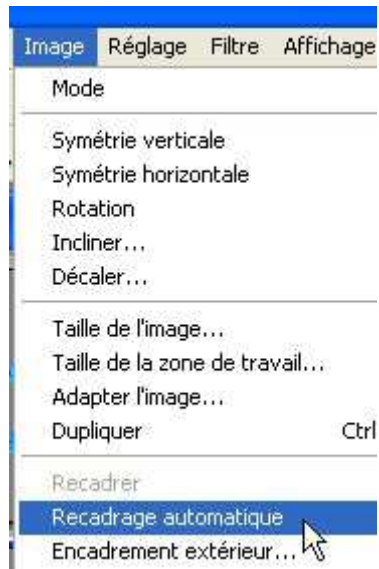 Image Réglage Filtre Affichage
Mode
Symétrie verticale
Symétrie horizontale
Rotation
Incliner...
Décaler...
Taille de l'image...
Taille de la zone de travail...
Adapter l'image...
Dupliquer Ctrl
Recadrer
Recadrage automatique
Encadrement extérieur...